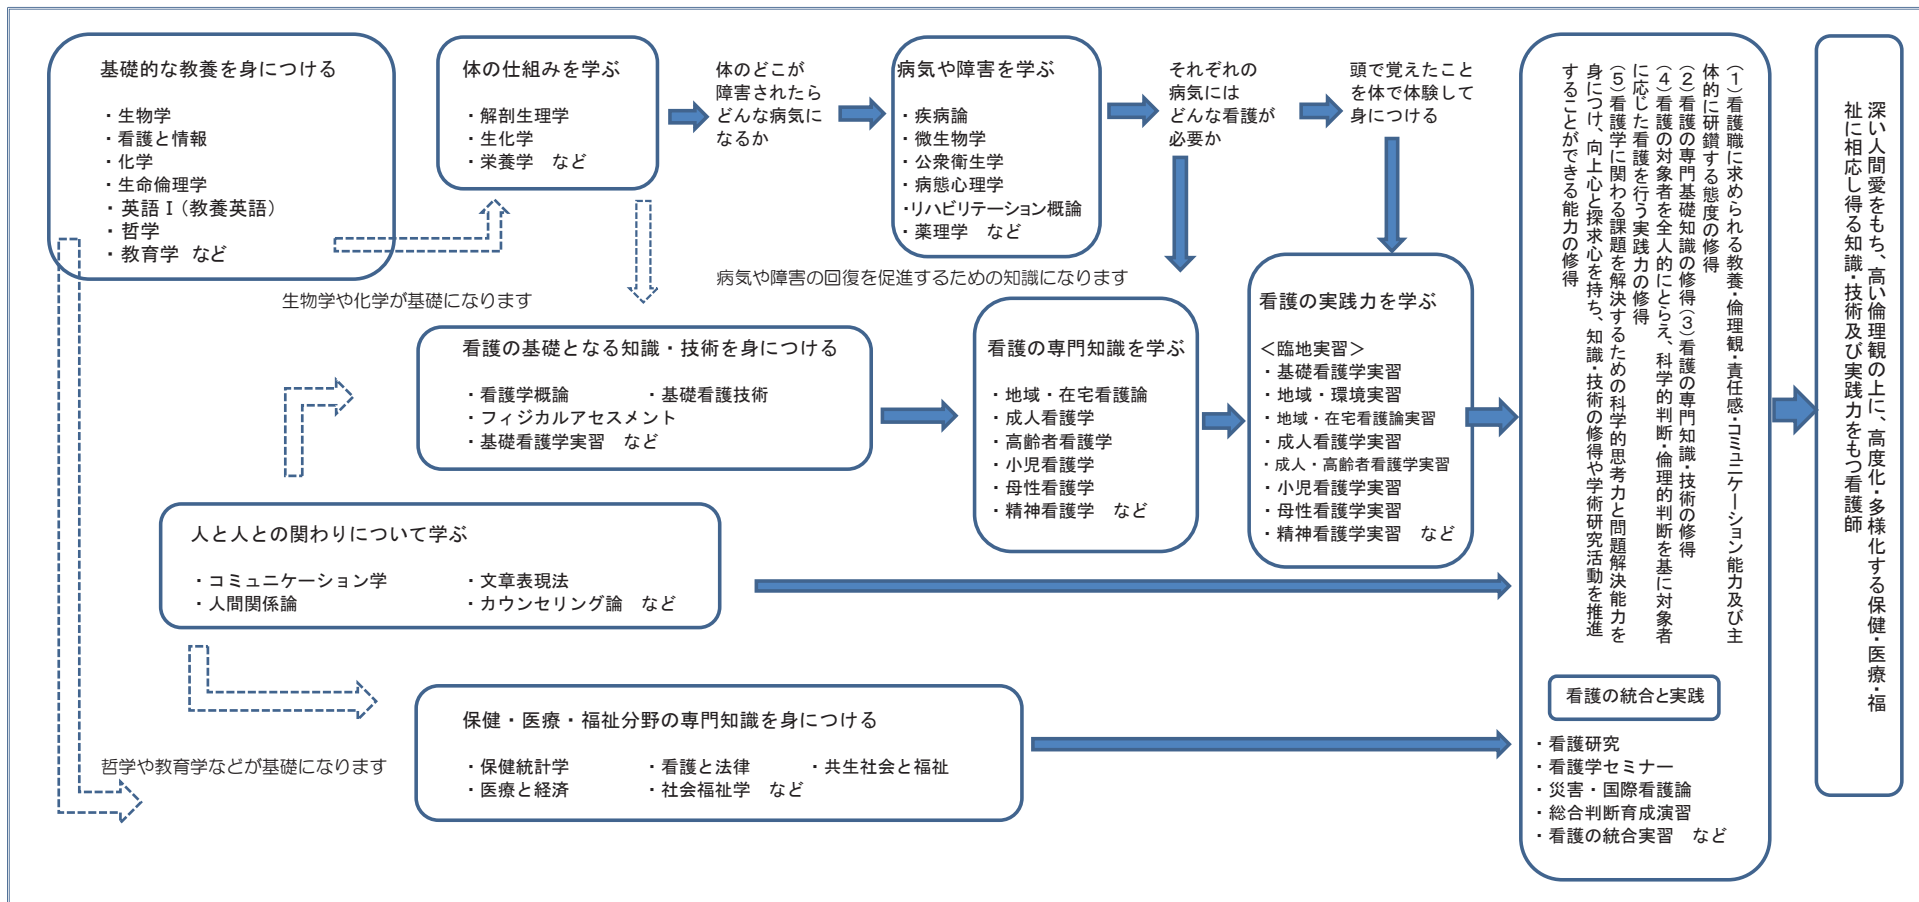 基礎的な教養を身につける
・生物学
・看護と情報
・化学
・生命倫理学
・英語Ⅰ（教養英語）
・哲学
・教育学 など
体の仕組みを学ぶ
・解剖生理学
・生化学
・栄養学　など
体のどこが
障害されたら
どんな病気に
なるか
病気や障害を学ぶ
・疾病論
・微生物学
・公衆衛生学
・病態心理学
・リハビリテーション概論
・薬理学　など
それぞれの
病気には
どんな看護が
必要か
頭で覚えたこと
を体で体験して
身につける
生物学や化学が基礎になります
病気や障害の回復を促進するための知識になります
看護の基礎となる知識・技術を身につける
・看護学概論　　　・基礎看護技術
・フィジカルアセスメント
・基礎看護学実習　など
看護の専門知識を学ぶ
・地域・在宅看護論
・成人看護学
・高齢者看護学
・小児看護学
・母性看護学
・精神看護学　など
看護の実践力を学ぶ
＜臨地実習＞
・基礎看護学実習
・地域・環境実習
・地域・在宅看護論実習
・成人看護学実習
・成人・高齢者看護学実習
・小児看護学実習
・母性看護学実習
・精神看護学実習　など
人と人との関わりについて学ぶ
・コミュニケーション学　　　・文章表現法
・人間関係論　　　・カウンセリング論　など
保健・医療・福祉分野の専門知識を身につける
・保健統計学　　　・看護と法律　　　・共生社会と福祉
・医療と経済　　　・社会福祉学　など
哲学や教育学などが基礎になります
（１）看護職に求められる教養・倫理観・責任感・コミュニケーション能力及び主
体的に研鑽する態度の修得
（２）看護の専門基礎知識の修得（３）看護の専門知識・技術の修得
（４）看護の対象者を全人的にとらえ、科学的判断・倫理的判断を基に対象者
に応じた看護を行う実践力の修得
（５）看護学に関わる課題を解決するための科学的思考力と問題解決能力を
身につけ、向上心と探求心を持ち、知識・技術の修得や学術研究活動を推進
することができる能力の修得
看護の統合と実践
・看護研究
・看護学セミナー
・災害・国際看護論
・総合判断育成演習
・看護の統合実習　など
深い人間愛をもち、高い倫理観の上に、高度化・多様化する保健・医療・福
祉に相応し得る知識・技術及び実践力をもつ看護師